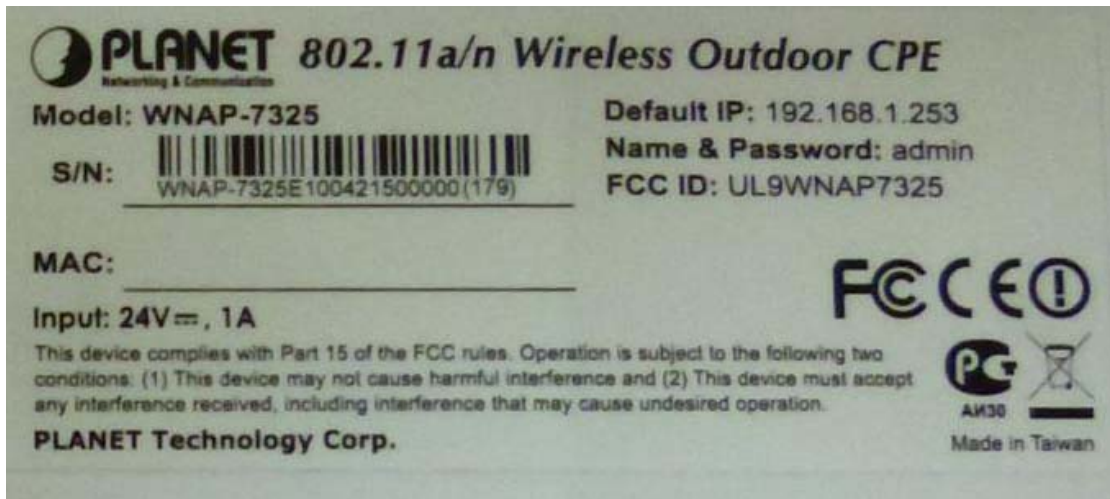 PLANET
Networking & Communication
802.11a/n Wireless Outdoor CPE
Model: WNAP-7325
S/N:
WNAP-7325E100421500000(179)
Default IP: 192.168.1.253
Name & Password: admin
FCC ID: UL9WNAP7325
MAC:
Input: 24V⎓, 1A
FC CE
This device complies with Part 15 of the FCC rules. Operation is subject to the following two
conditions: (1) This device may not cause harmful interference and (2) This device must accept
any interference received, including interference that may cause undesired operation.
АИ30
PLANET Technology Corp.
Made in Taiwan